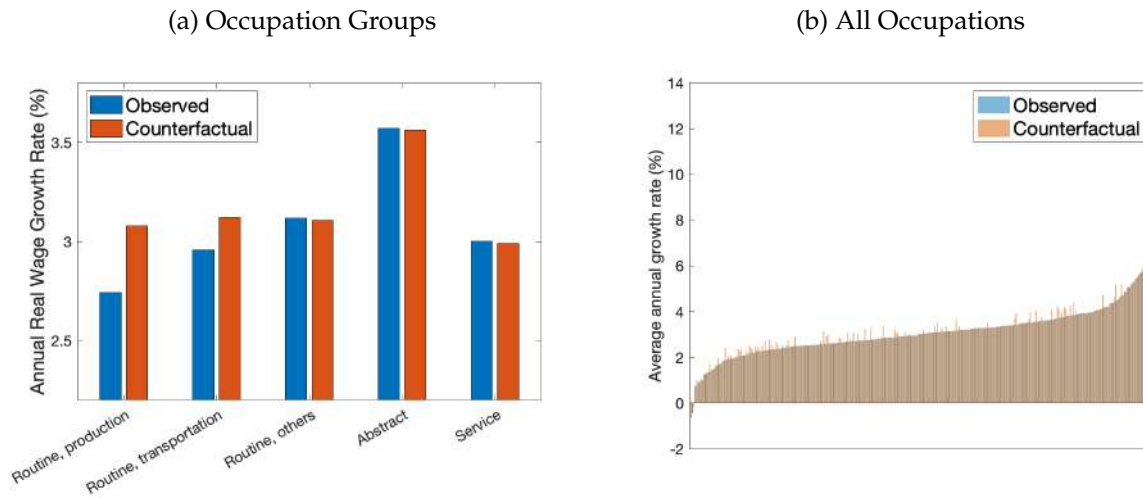 (a) Occupation Groups
Annual Real Wage Growth Rate (%)
3.5
3
2.5
Observed
Counterfactual
Routine, production
Routine, transportation
Routine, others
Abstract
Service
(b) All Occupations
Average annual growth rate (%)
14
12
10
8
6
4
2
0
-2
Observed
Counterfactual